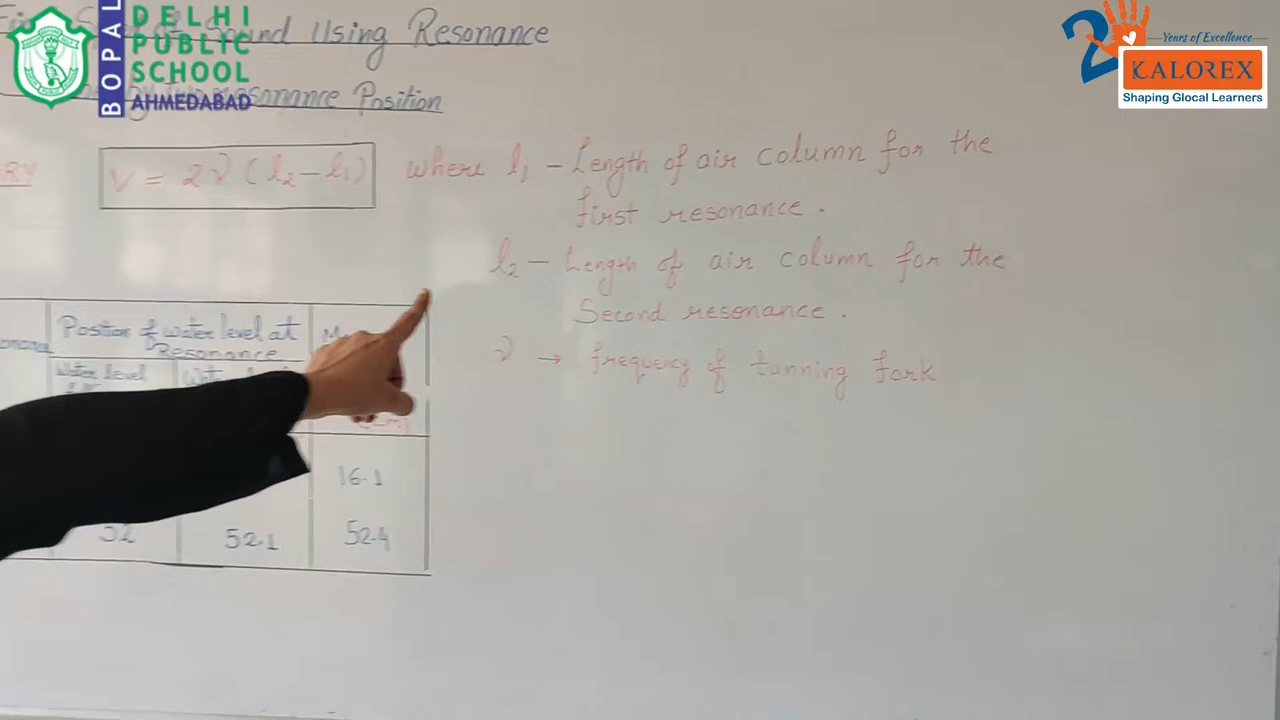 DELHI
PUBLIC
SCHOOL
AHMEDABAD
BOPAL
Years of Excellence
KALOREX
Shaping Glocal Learners
Sound Using Resonance
Resonance Position
RY
V = 2ν (l₂ – l₁) where l₁ – Length of air column for the
first resonance.
l₂ – Length of air column for the
Second resonance.
ν → frequency of tunning fork
Position of water level at
Resonance
water level
16.1
52 52.1 52.4